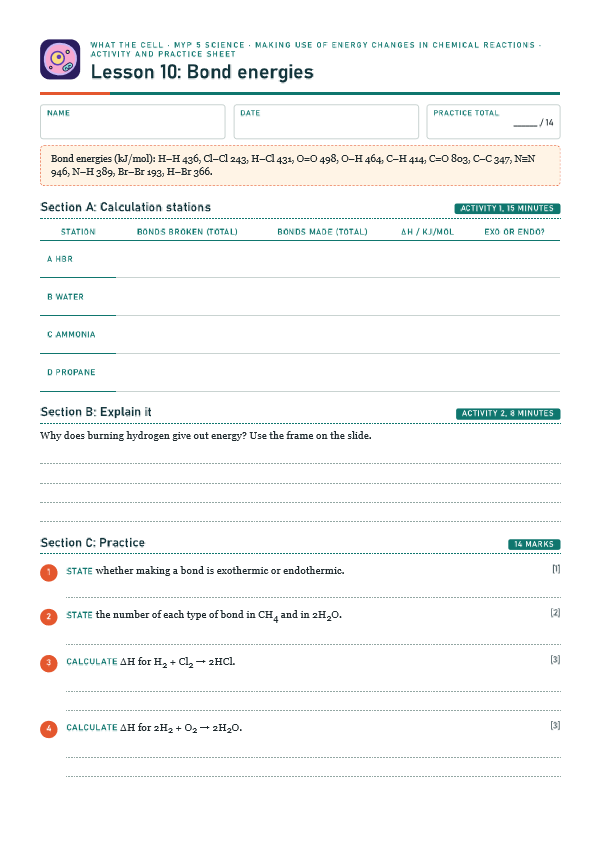 WHAT THE CELL · MYP 5 SCIENCE · MAKING USE OF ENERGY CHANGES IN CHEMICAL REACTIONS ·
ACTIVITY AND PRACTICE SHEET
Lesson 10: Bond energies
NAME DATE PRACTICE TOTAL
_____ / 14
Bond energies (kJ/mol): H–H 436, Cl–Cl 243, H–Cl 431, O=O 498, O–H 464, C–H 414, C=O 803, C–C 347, N≡N
946, N–H 389, Br–Br 193, H–Br 366.
Section A: Calculation stations ACTIVITY 1, 15 MINUTES
STATION BONDS BROKEN (TOTAL) BONDS MADE (TOTAL) ΔH / KJ/MOL EXO OR ENDO?
A HBR
B WATER
C AMMONIA
D PROPANE
Section B: Explain it ACTIVITY 2, 8 MINUTES
Why does burning hydrogen give out energy? Use the frame on the slide.
Section C: Practice 14 MARKS
1 STATE whether making a bond is exothermic or endothermic. [1]
2 STATE the number of each type of bond in CH₄ and in 2H₂O. [2]
3 CALCULATE ΔH for H₂ + Cl₂ → 2HCl. [3]
4 CALCULATE ΔH for 2H₂ + O₂ → 2H₂O. [3]